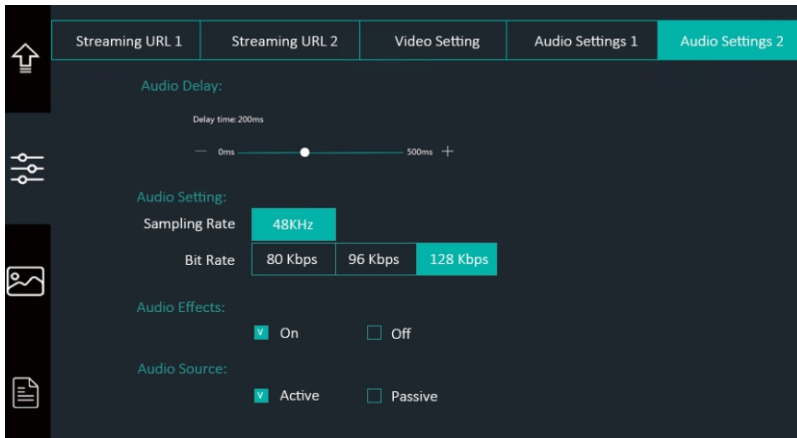 Streaming URL 1 Streaming URL 2 Video Setting Audio Settings 1 Audio Settings 2
Audio Delay:
Delay time:200ms
0ms 500ms
Audio Setting:
Sampling Rate 48KHz
Bit Rate 80 Kbps 96 Kbps 128 Kbps
Audio Effects:
V On Off
Audio Source:
V Active Passive